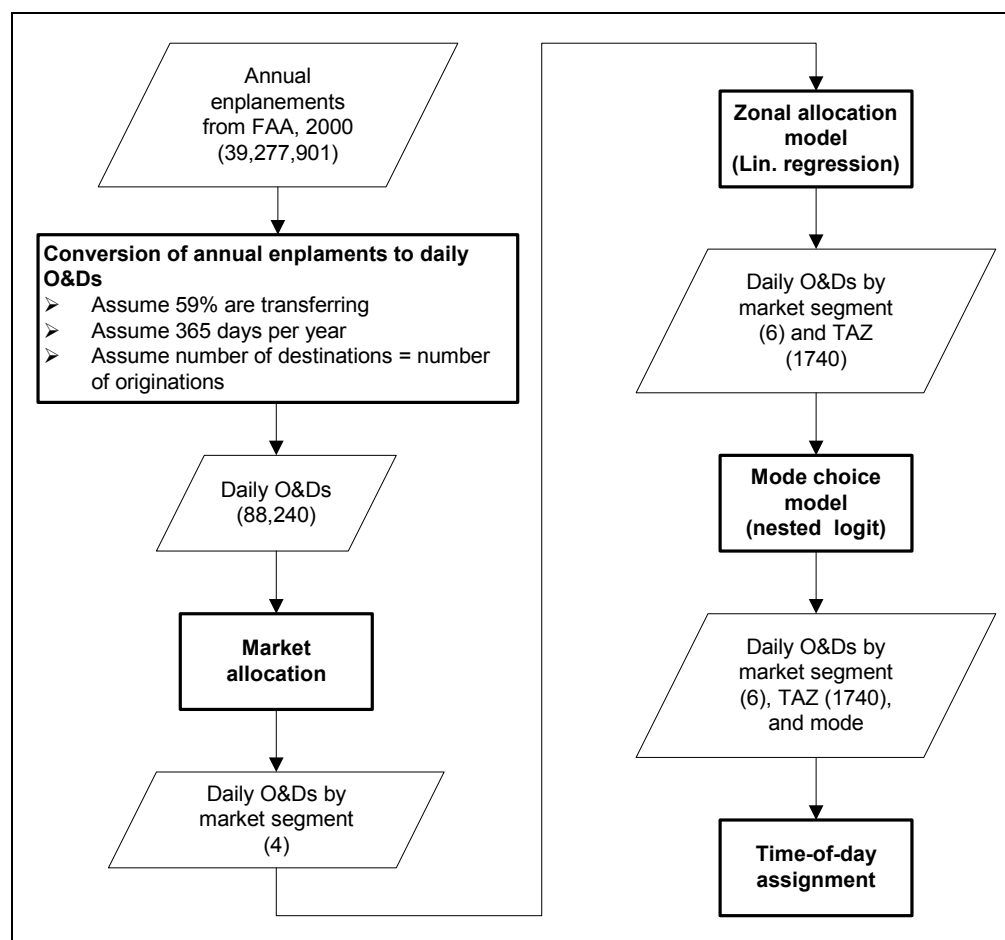 Annual
enplanements
from FAA, 2000
(39,277,901)
Conversion of annual enplaments to daily
O&Ds
➢ Assume 59% are transferring
➢ Assume 365 days per year
➢ Assume number of destinations = number
of originations
Daily O&Ds
(88,240)
Market
allocation
Daily O&Ds by
market segment
(4)
Zonal allocation
model
(Lin. regression)
Daily O&Ds by
market segment
(6) and TAZ
(1740)
Mode choice
model
(nested logit)
Daily O&Ds by
market segment
(6), TAZ (1740),
and mode
Time-of-day
assignment